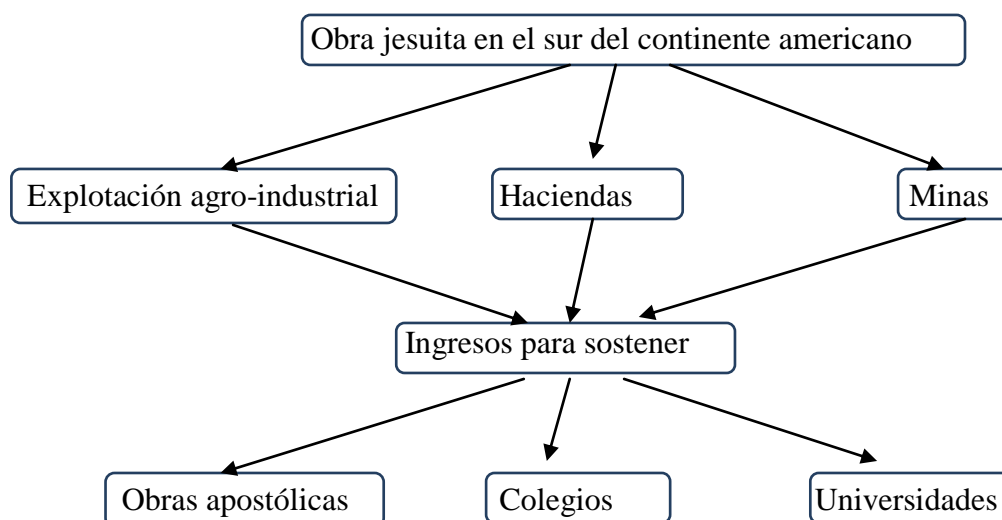 Obra jesuita en el sur del continente americano
Explotación agro-industrial
Haciendas
Minas
Ingresos para sostener
Obras apostólicas
Colegios
Universidades